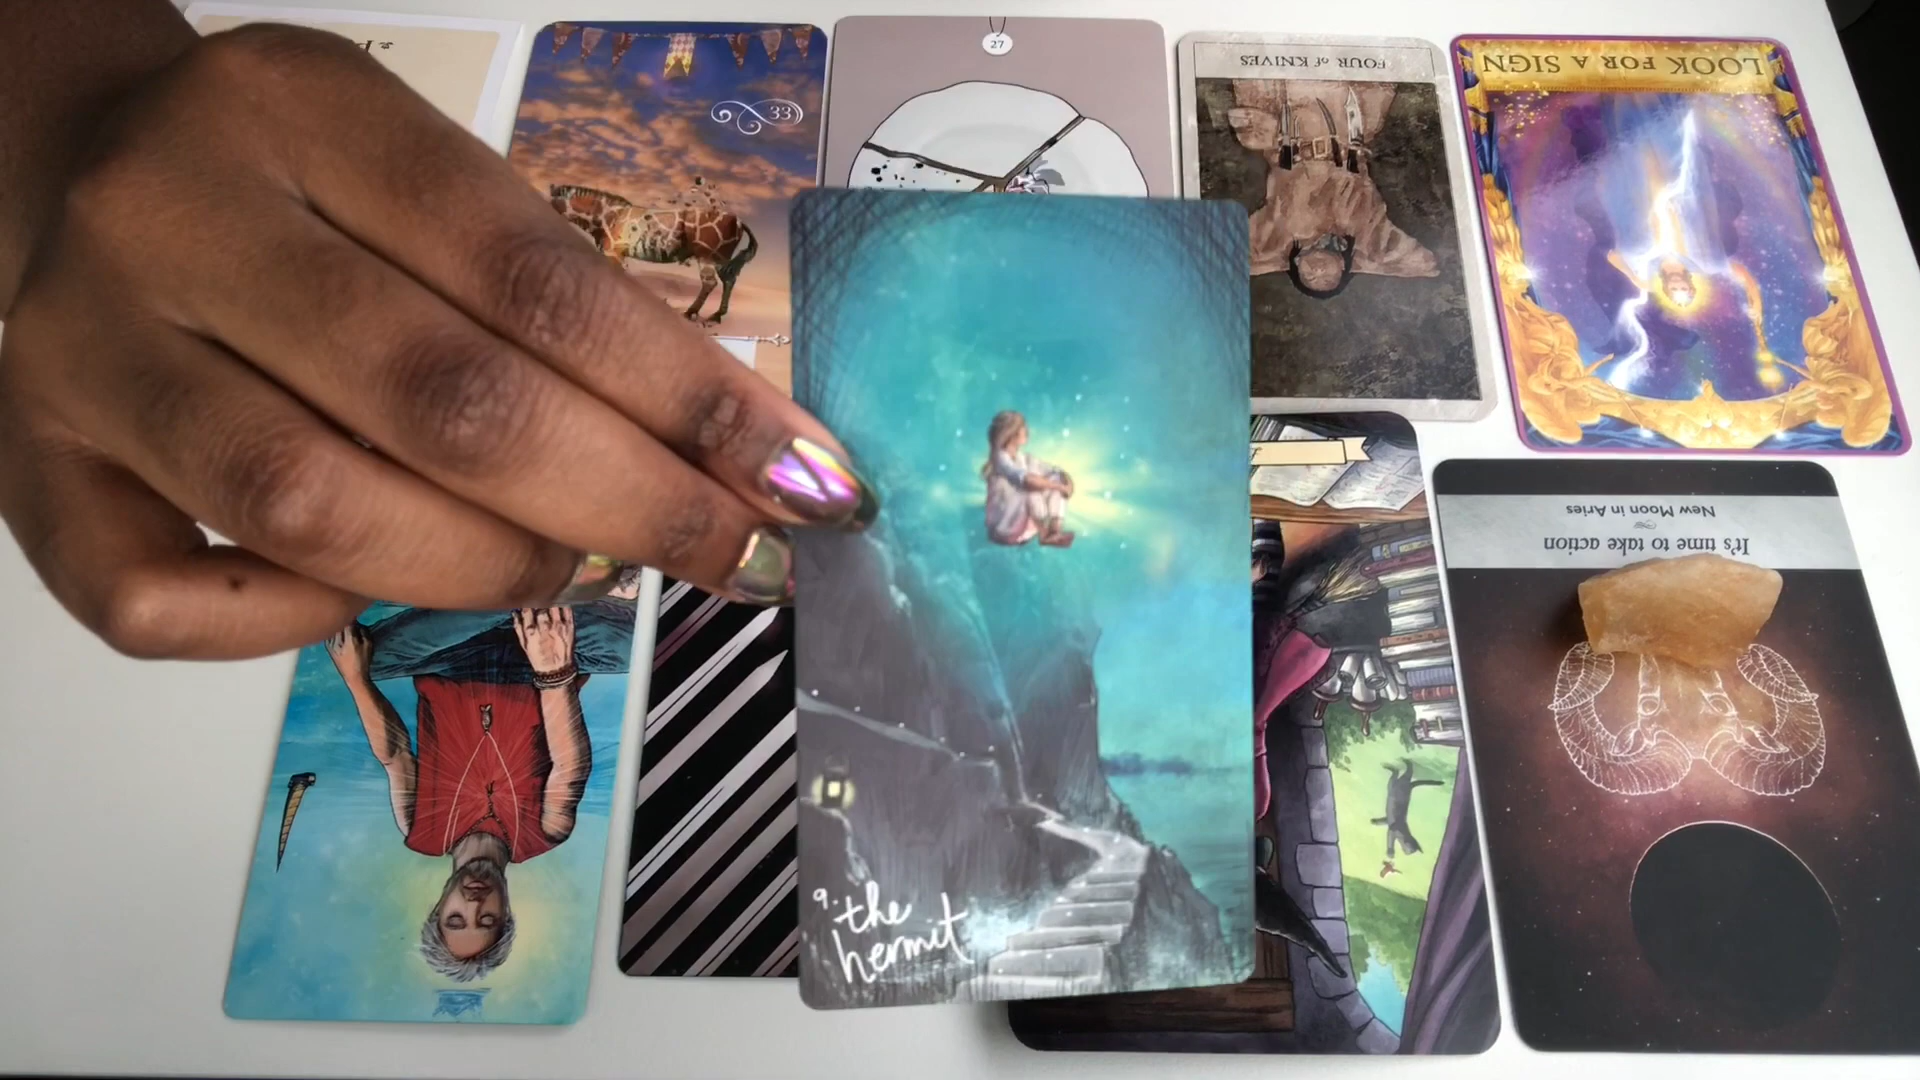 33
27
FOUR of KNIVES
LOOK FOR A SIGN
New Moon in Aries
It's time to take action
9.
the
hermit